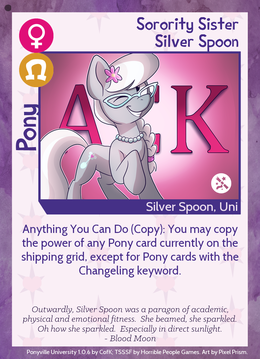 Sorority Sister
Silver Spoon
Pony
A K
Silver Spoon, Uni
Anything You Can Do (Copy): You may copy
the power of any Pony card currently on the
shipping grid, except for Pony cards with the
Changeling keyword.
Outwardly, Silver Spoon was a paragon of academic,
physical and emotional fitness.  She beamed, she sparkled.
Oh how she sparkled.  Especially in direct sunlight.
- Blood Moon
Ponyville University 1.0.6 by CofK, TSSSF by Horrible People Games. Art by Pixel Prism.